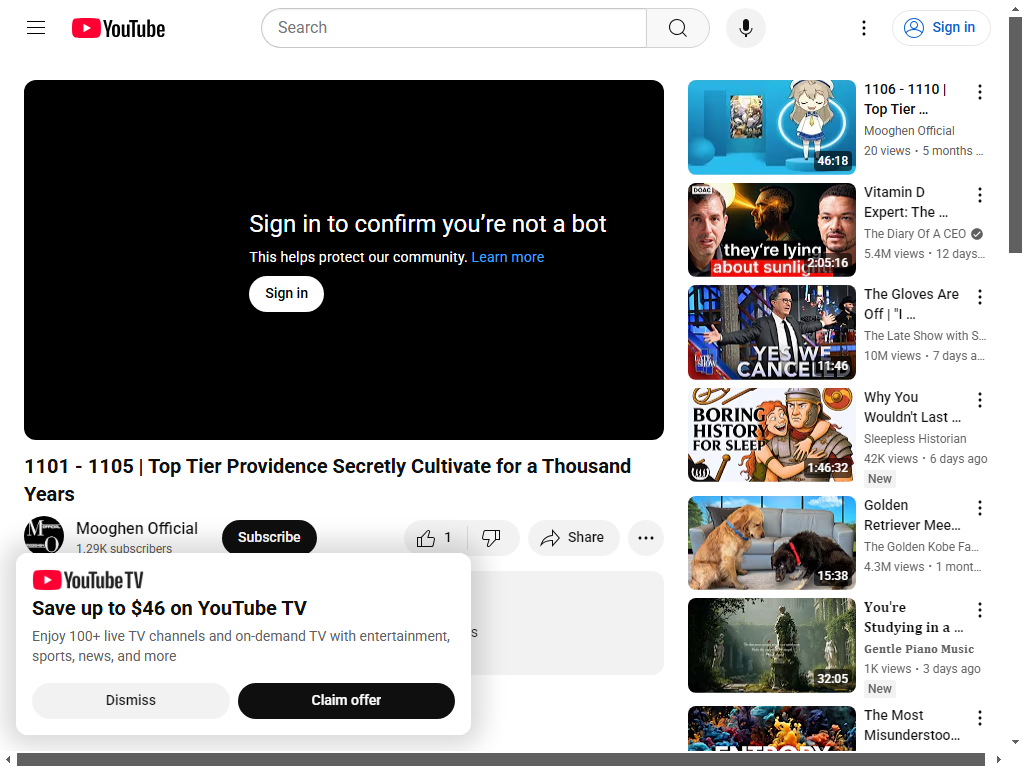 YouTube
Search
Sign in
Sign in to confirm you're not a bot
This helps protect our community. Learn more
Sign in
1101 - 1105 | Top Tier Providence Secretly Cultivate for a Thousand
Years
Mooghen Official
1.29K subscribers
Subscribe
1
Share
YouTube TV
Save up to $46 on YouTube TV
Enjoy 100+ live TV channels and on-demand TV with entertainment,
sports, news, and more
Dismiss
Claim offer
46:18
1106 - 1110 |
Top Tier ...
Mooghen Official
20 views • 5 months ...
DOAC
they're lying
about sunlight
2:05:16
Vitamin D
Expert: The ...
The Diary Of A CEO
5.4M views • 12 days...
LATE SHOW
YES WE
CANCELLED
11:46
The Gloves Are
Off | "I ...
The Late Show with S...
10M views • 7 days a...
BORING
HISTORY
FOR SLEEP
1:46:32
Why You
Wouldn't Last ...
Sleepless Historian
42K views • 6 days ago
New
15:38
Golden
Retriever Mee...
The Golden Kobe Fa...
4.3M views • 1 mont...
32:05
You're
Studying in a ...
Gentle Piano Music
1K views • 3 days ago
New
ENTROPY
The Most
Misunderstoo...